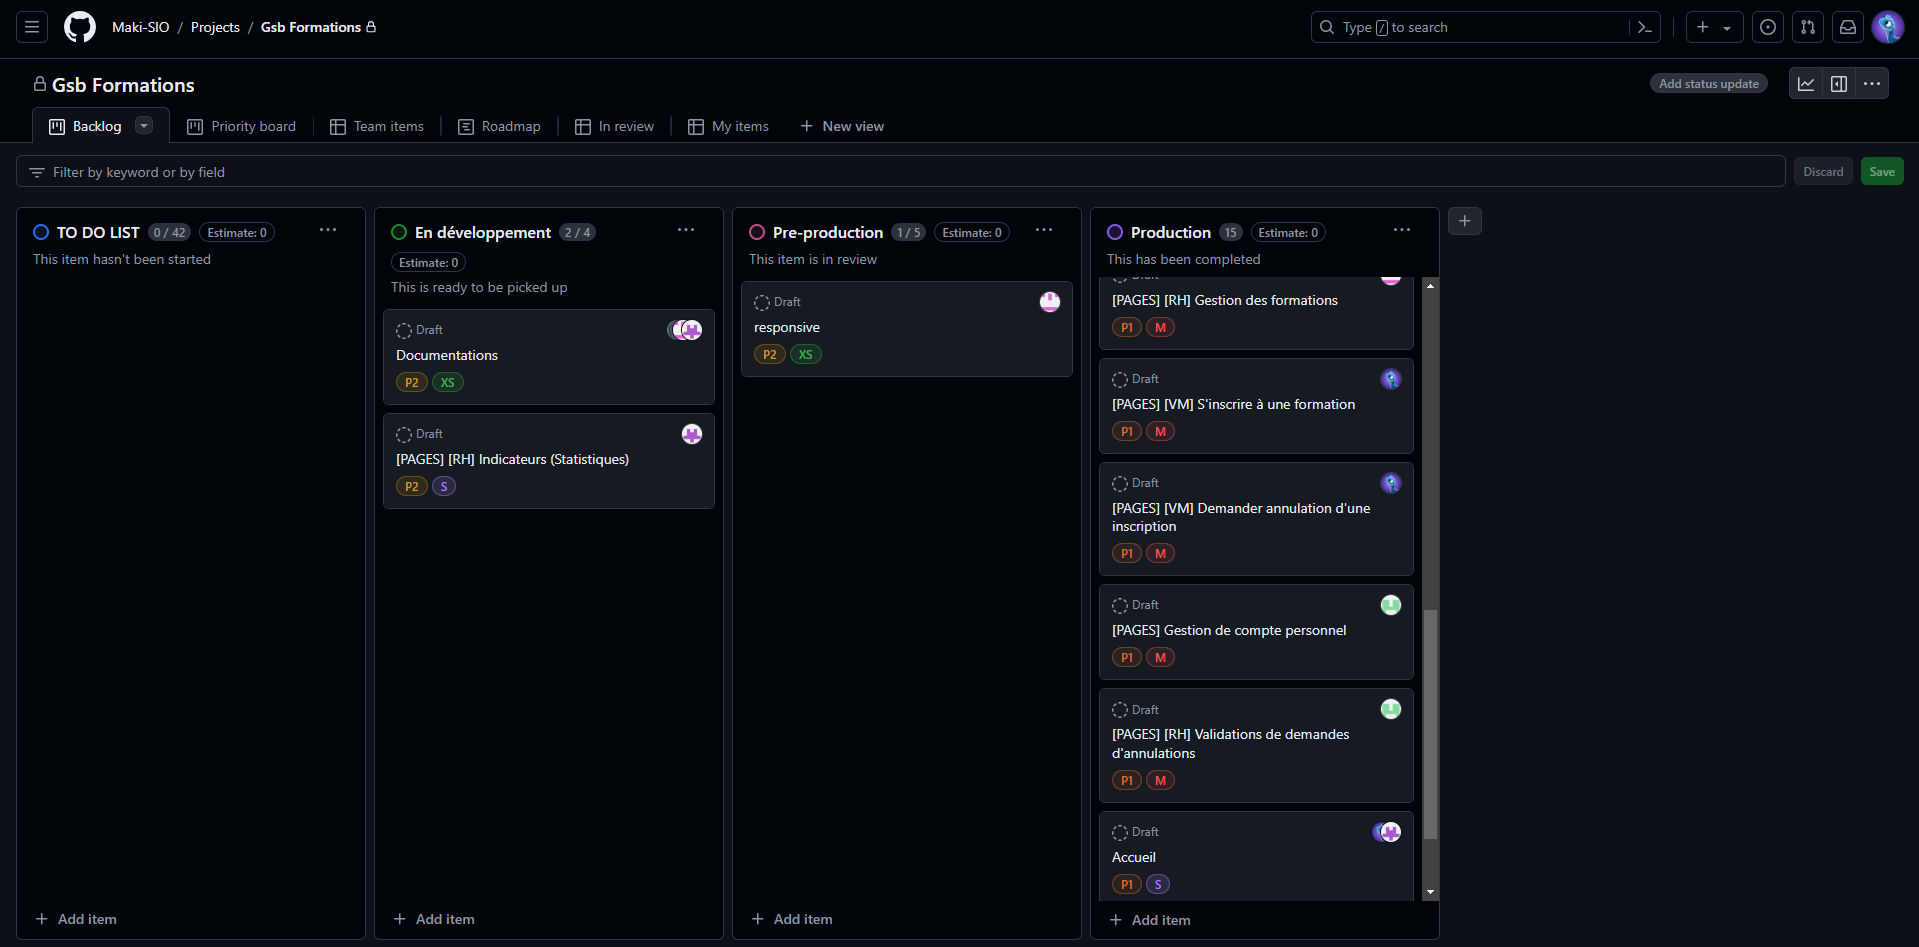 Maki-SIO / Projects / Gsb Formations
Type / to search
Gsb Formations
Add status update
Backlog
Priority board
Team items
Roadmap
In review
My items
New view
Filter by keyword or by field
Discard
Save
TO DO LIST 0 / 42 Estimate: 0
This item hasn't been started
Add item
En développement 2 / 4
Estimate: 0
This is ready to be picked up
Draft
Documentations
P2 XS
Draft
[PAGES] [RH] Indicateurs (Statistiques)
P2 S
Add item
Pre-production 1 / 5 Estimate: 0
This item is in review
Draft
responsive
P2 XS
Add item
Production 15 Estimate: 0
This has been completed
Draft
[PAGES] [RH] Gestion des formations
P1 M
Draft
[PAGES] [VM] S'inscrire à une formation
P1 M
Draft
[PAGES] [VM] Demander annulation d'une
inscription
P1 M
Draft
[PAGES] Gestion de compte personnel
P1 M
Draft
[PAGES] [RH] Validations de demandes
d'annulations
P1 M
Draft
Accueil
P1 S
Add item